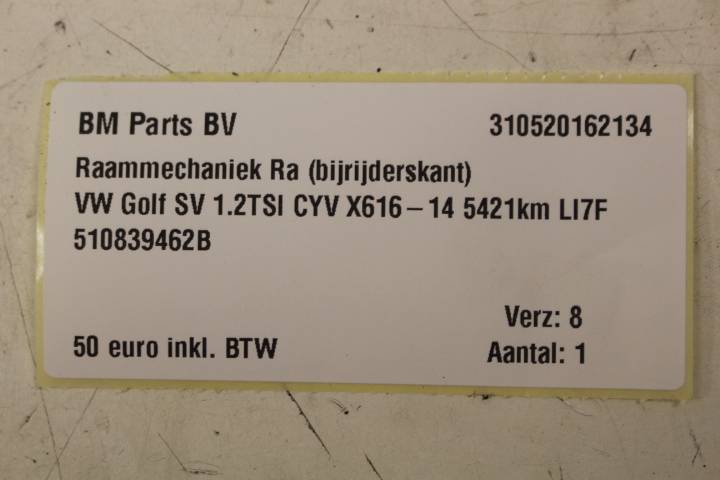 BM Parts BV 310520162134
Raammechaniek Ra (bijrijderskant)
VW Golf SV 1.2TSI CYV X616-14 5421km LI7F
510839462B
Verz: 8
50 euro inkl. BTW Aantal: 1